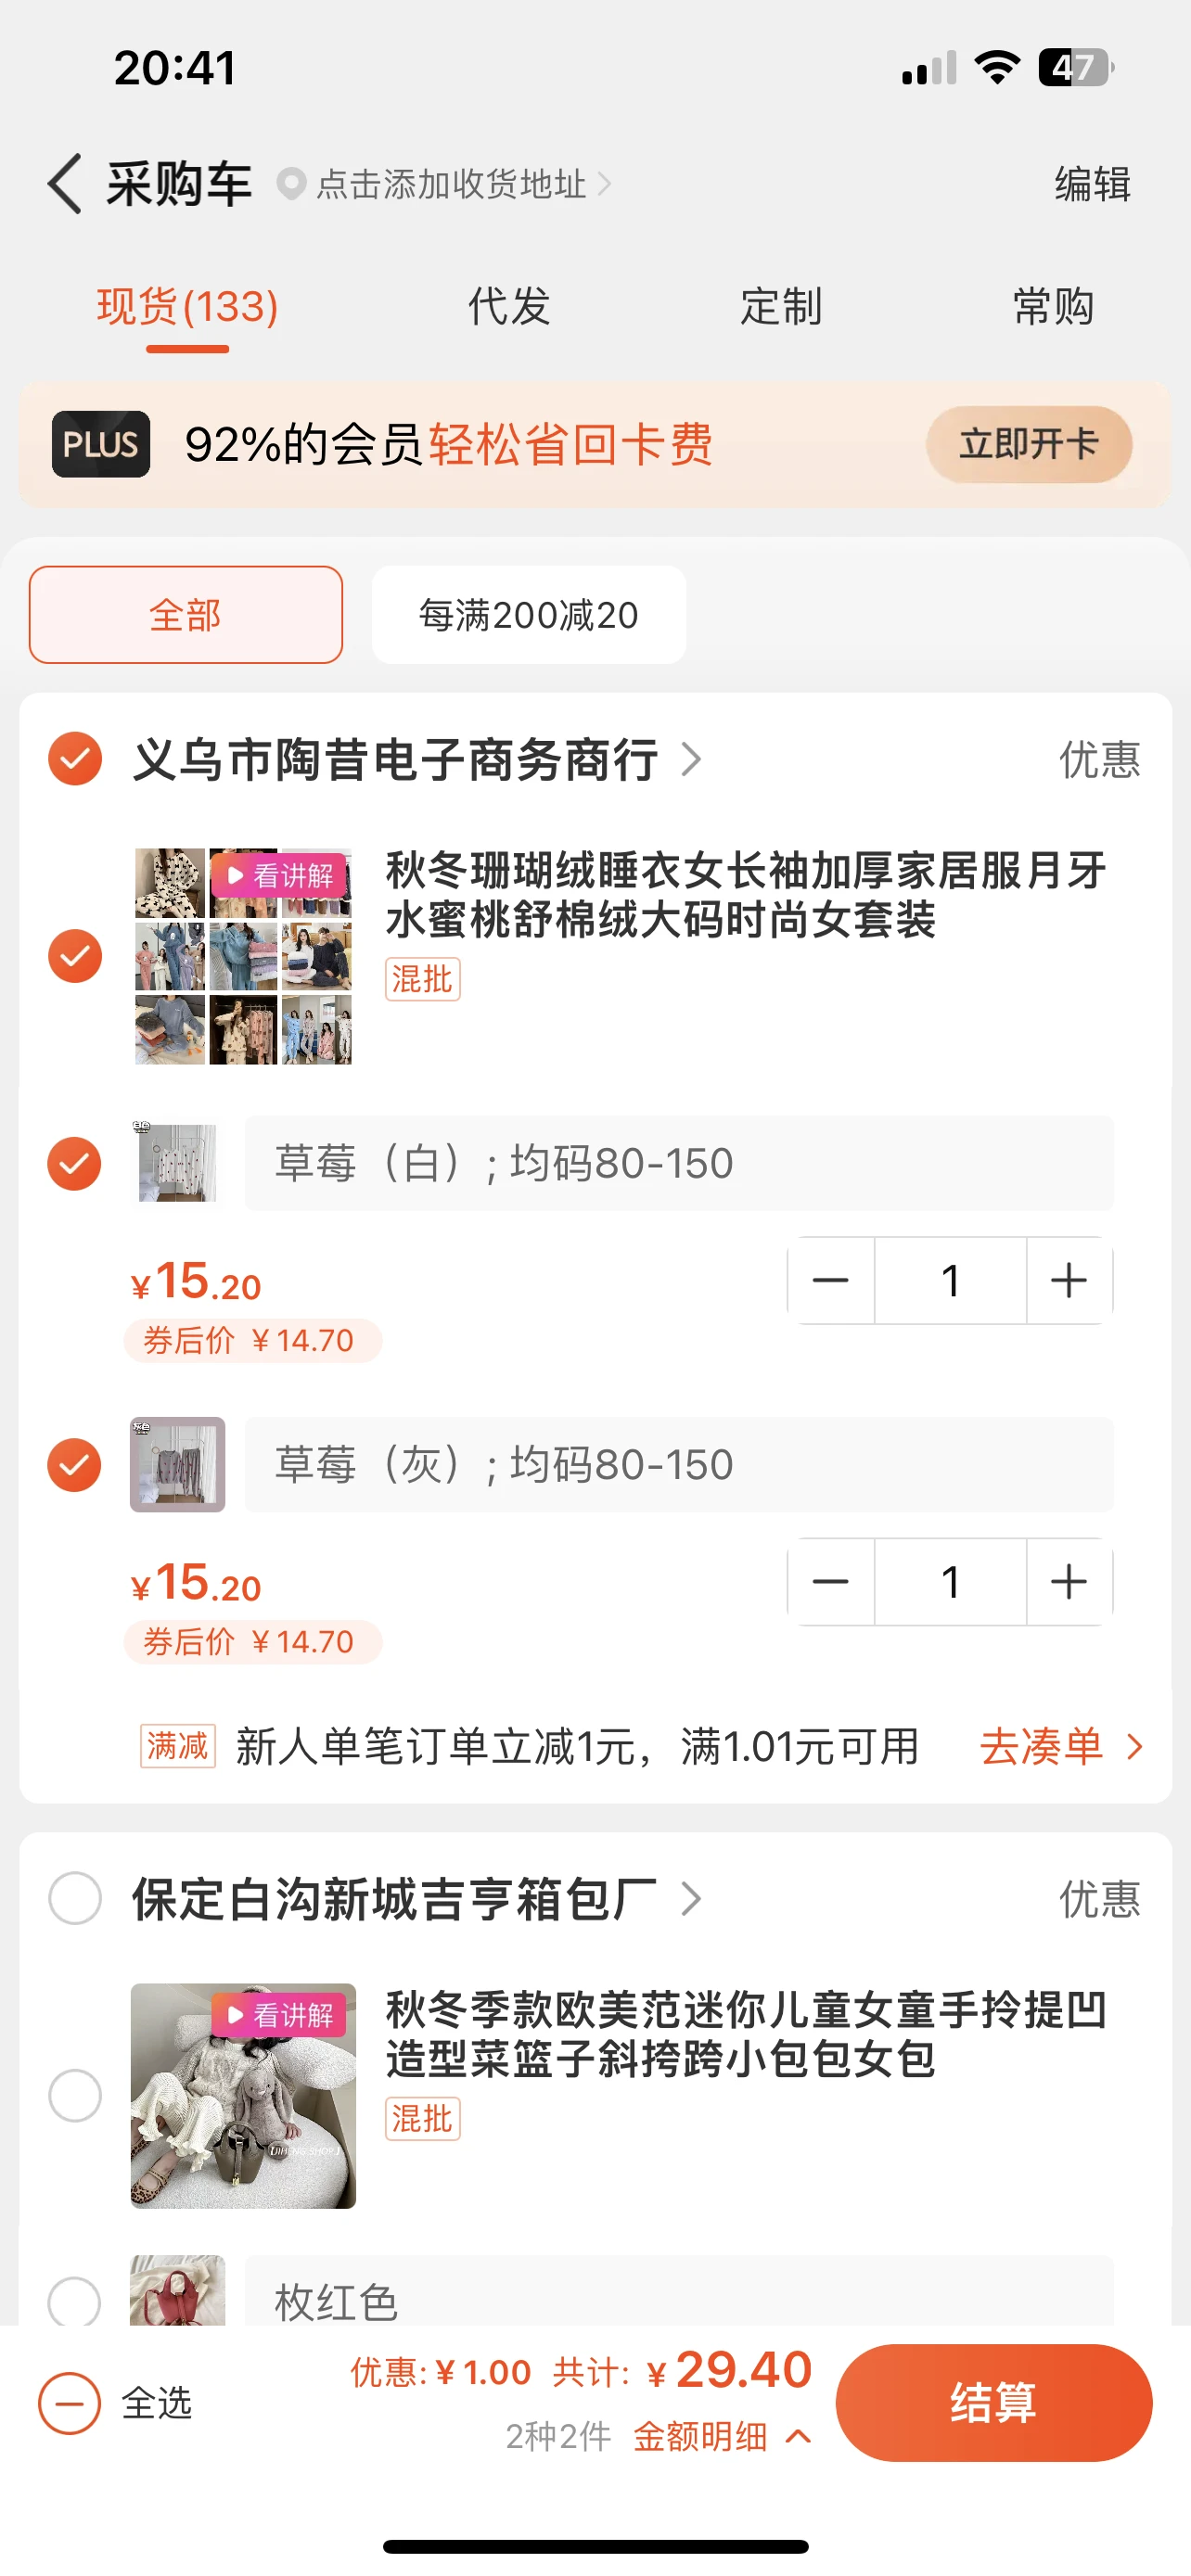 20:41
47
采购车 点击添加收货地址
编辑
现货(133) 代发 定制 常购
PLUS 92%的会员轻松省回卡费 立即开卡
全部 每满200减20
义乌市陶昔电子商务商行 优惠
看讲解
秋冬珊瑚绒睡衣女长袖加厚家居服月牙
水蜜桃舒棉绒大码时尚女套装
混批
白色
草莓（白）; 均码80-150
¥15.20 1
券后价 ¥14.70
灰色
草莓（灰）; 均码80-150
¥15.20 1
券后价 ¥14.70
满减 新人单笔订单立减1元，满1.01元可用 去凑单
保定白沟新城吉亨箱包厂 优惠
看讲解
秋冬季款欧美范迷你儿童女童手拎提凹
造型菜篮子斜挎跨小包包女包
混批
枚红色
优惠:¥1.00 共计: ¥29.40
全选 结算
2种2件 金额明细